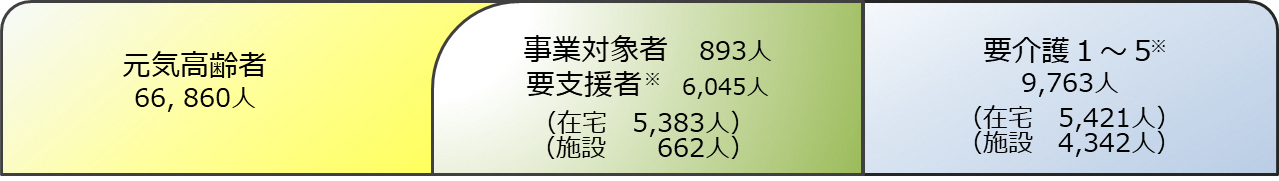 元気高齢者
66, 860人
事業対象者　893人
要支援者※　6,045人
（在宅　5,383人）
（施設　　662人）
要介護１～５※
9,763人
（在宅　5,421人）
（施設　4,342人）